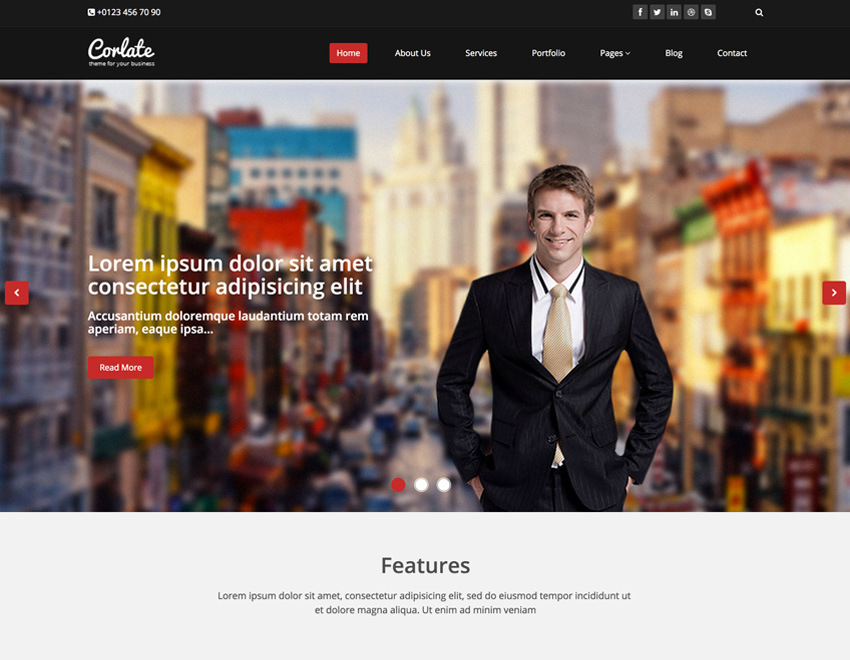 +0123 456 70 90
Corlate
theme for your business
Home About Us Services Portfolio Pages Blog Contact
Lorem ipsum dolor sit amet
consectetur adipisicing elit
Accusantium doloremque laudantium totam rem
aperiam, eaque ipsa...
Read More
Features
Lorem ipsum dolor sit amet, consectetur adipisicing elit, sed do eiusmod tempor incididunt ut
et dolore magna aliqua. Ut enim ad minim veniam